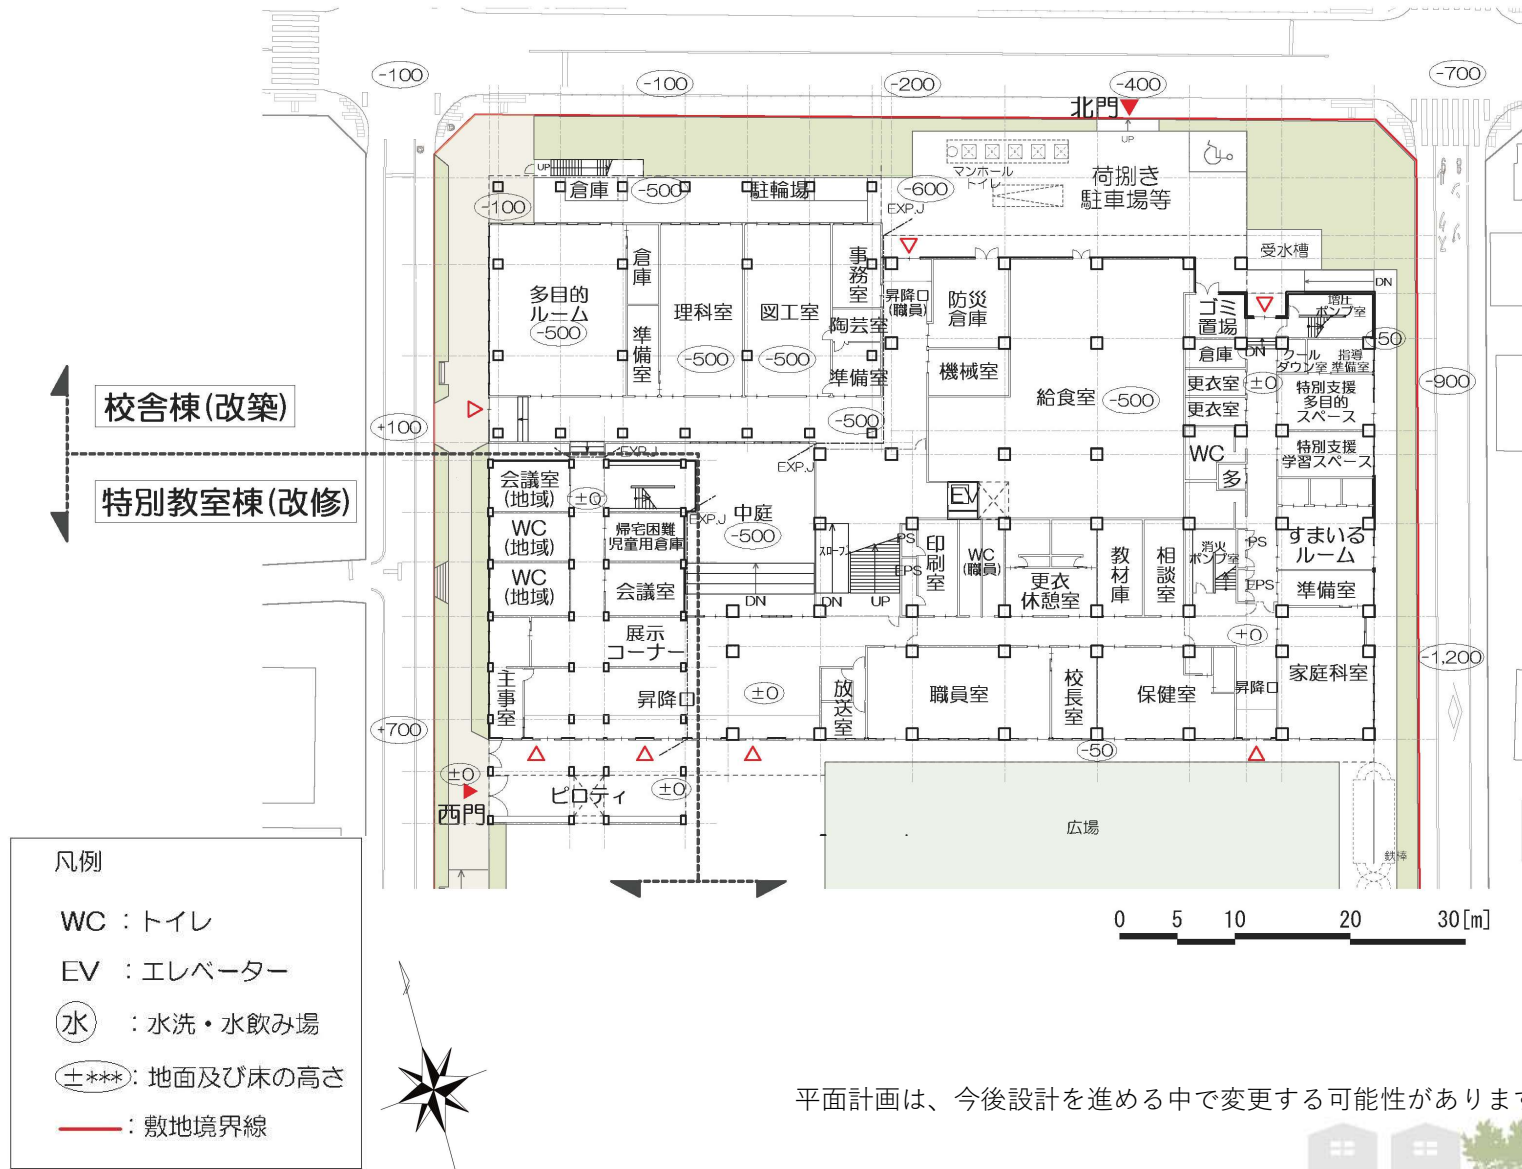 -100
-100
-200
-400
-700
北門
UP
UP
マンホール
トイレ
荷捌き
駐車場等
倉庫
-500
駐輪場
-600
-100
EXP.J
受水槽
DN
多目的
ルーム
-500
倉庫
準備室
理科室
-500
図工室
-500
事務室
陶芸室
準備室
昇降口
(職員)
防災
倉庫
機械室
給食室
-500
ゴミ
置場
増圧
ポンプ室
-50
倉庫
DN
クール
ダウン室
指導
準備室
更衣室
±0
更衣室
特別支援
多目的
スペース
-900
校舎棟(改築)
+100
-500
WC
多
特別支援
学習スペース
特別教室棟(改修)
EXP.J
EXP.J
会議室
(地域)
±0
EXP.J
中庭
-500
EV
WC
(地域)
帰宅困難
児童用倉庫
スロープ
PS
EPS
印刷室
WC
(職員)
更衣
休憩室
教材庫
相談室
消火
ポンプ室
PS
EPS
すまいる
ルーム
準備室
WC
(地域)
会議室
DN
DN
UP
展示
コーナー
±0
-1,200
主事室
昇降口
±0
放送室
職員室
校長室
保健室
昇降口
家庭科室
+700
-50
±0
西門
ピロティ
±0
広場
鉄棒
凡例
WC ：トイレ
EV ：エレベーター
水 ：水洗・水飲み場
±***：地面及び床の高さ
：敷地境界線
0 5 10 20 30[m]
平面計画は、今後設計を進める中で変更する可能性があります